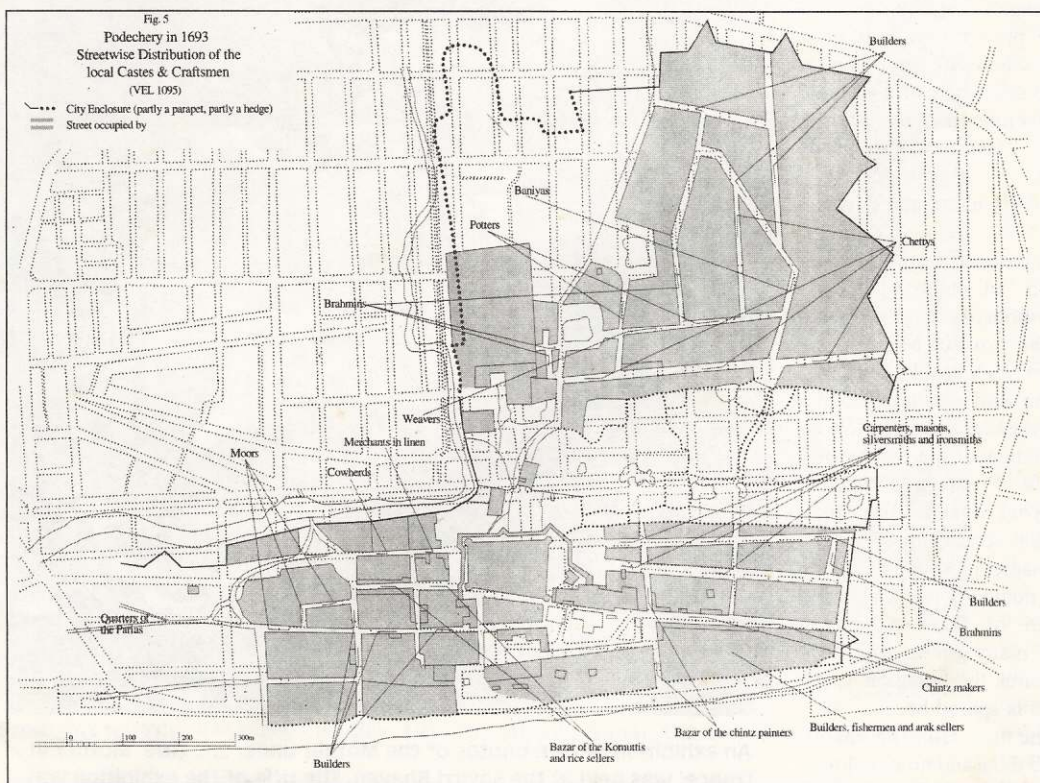 Fig. 5
Podechery in 1693
Streetwise Distribution of the
local Castes & Craftsmen
(VEL 1095)
City Enclosure (partly a parapet, partly a hedge)
Street occupied by
Builders
Baniyas
Potters
Chettys
Brahmins
Weavers
Merchants in linen
Cowherds
Moors
Carpenters, masons,
silversmiths and ironsmiths
Quarters of
the Parias
Builders
Brahmins
Chintz makers
Builders, fishermen and arak sellers
Bazar of the chintz painters
Bazar of the Komuttis
and rice sellers
Builders
0 100 200 300m